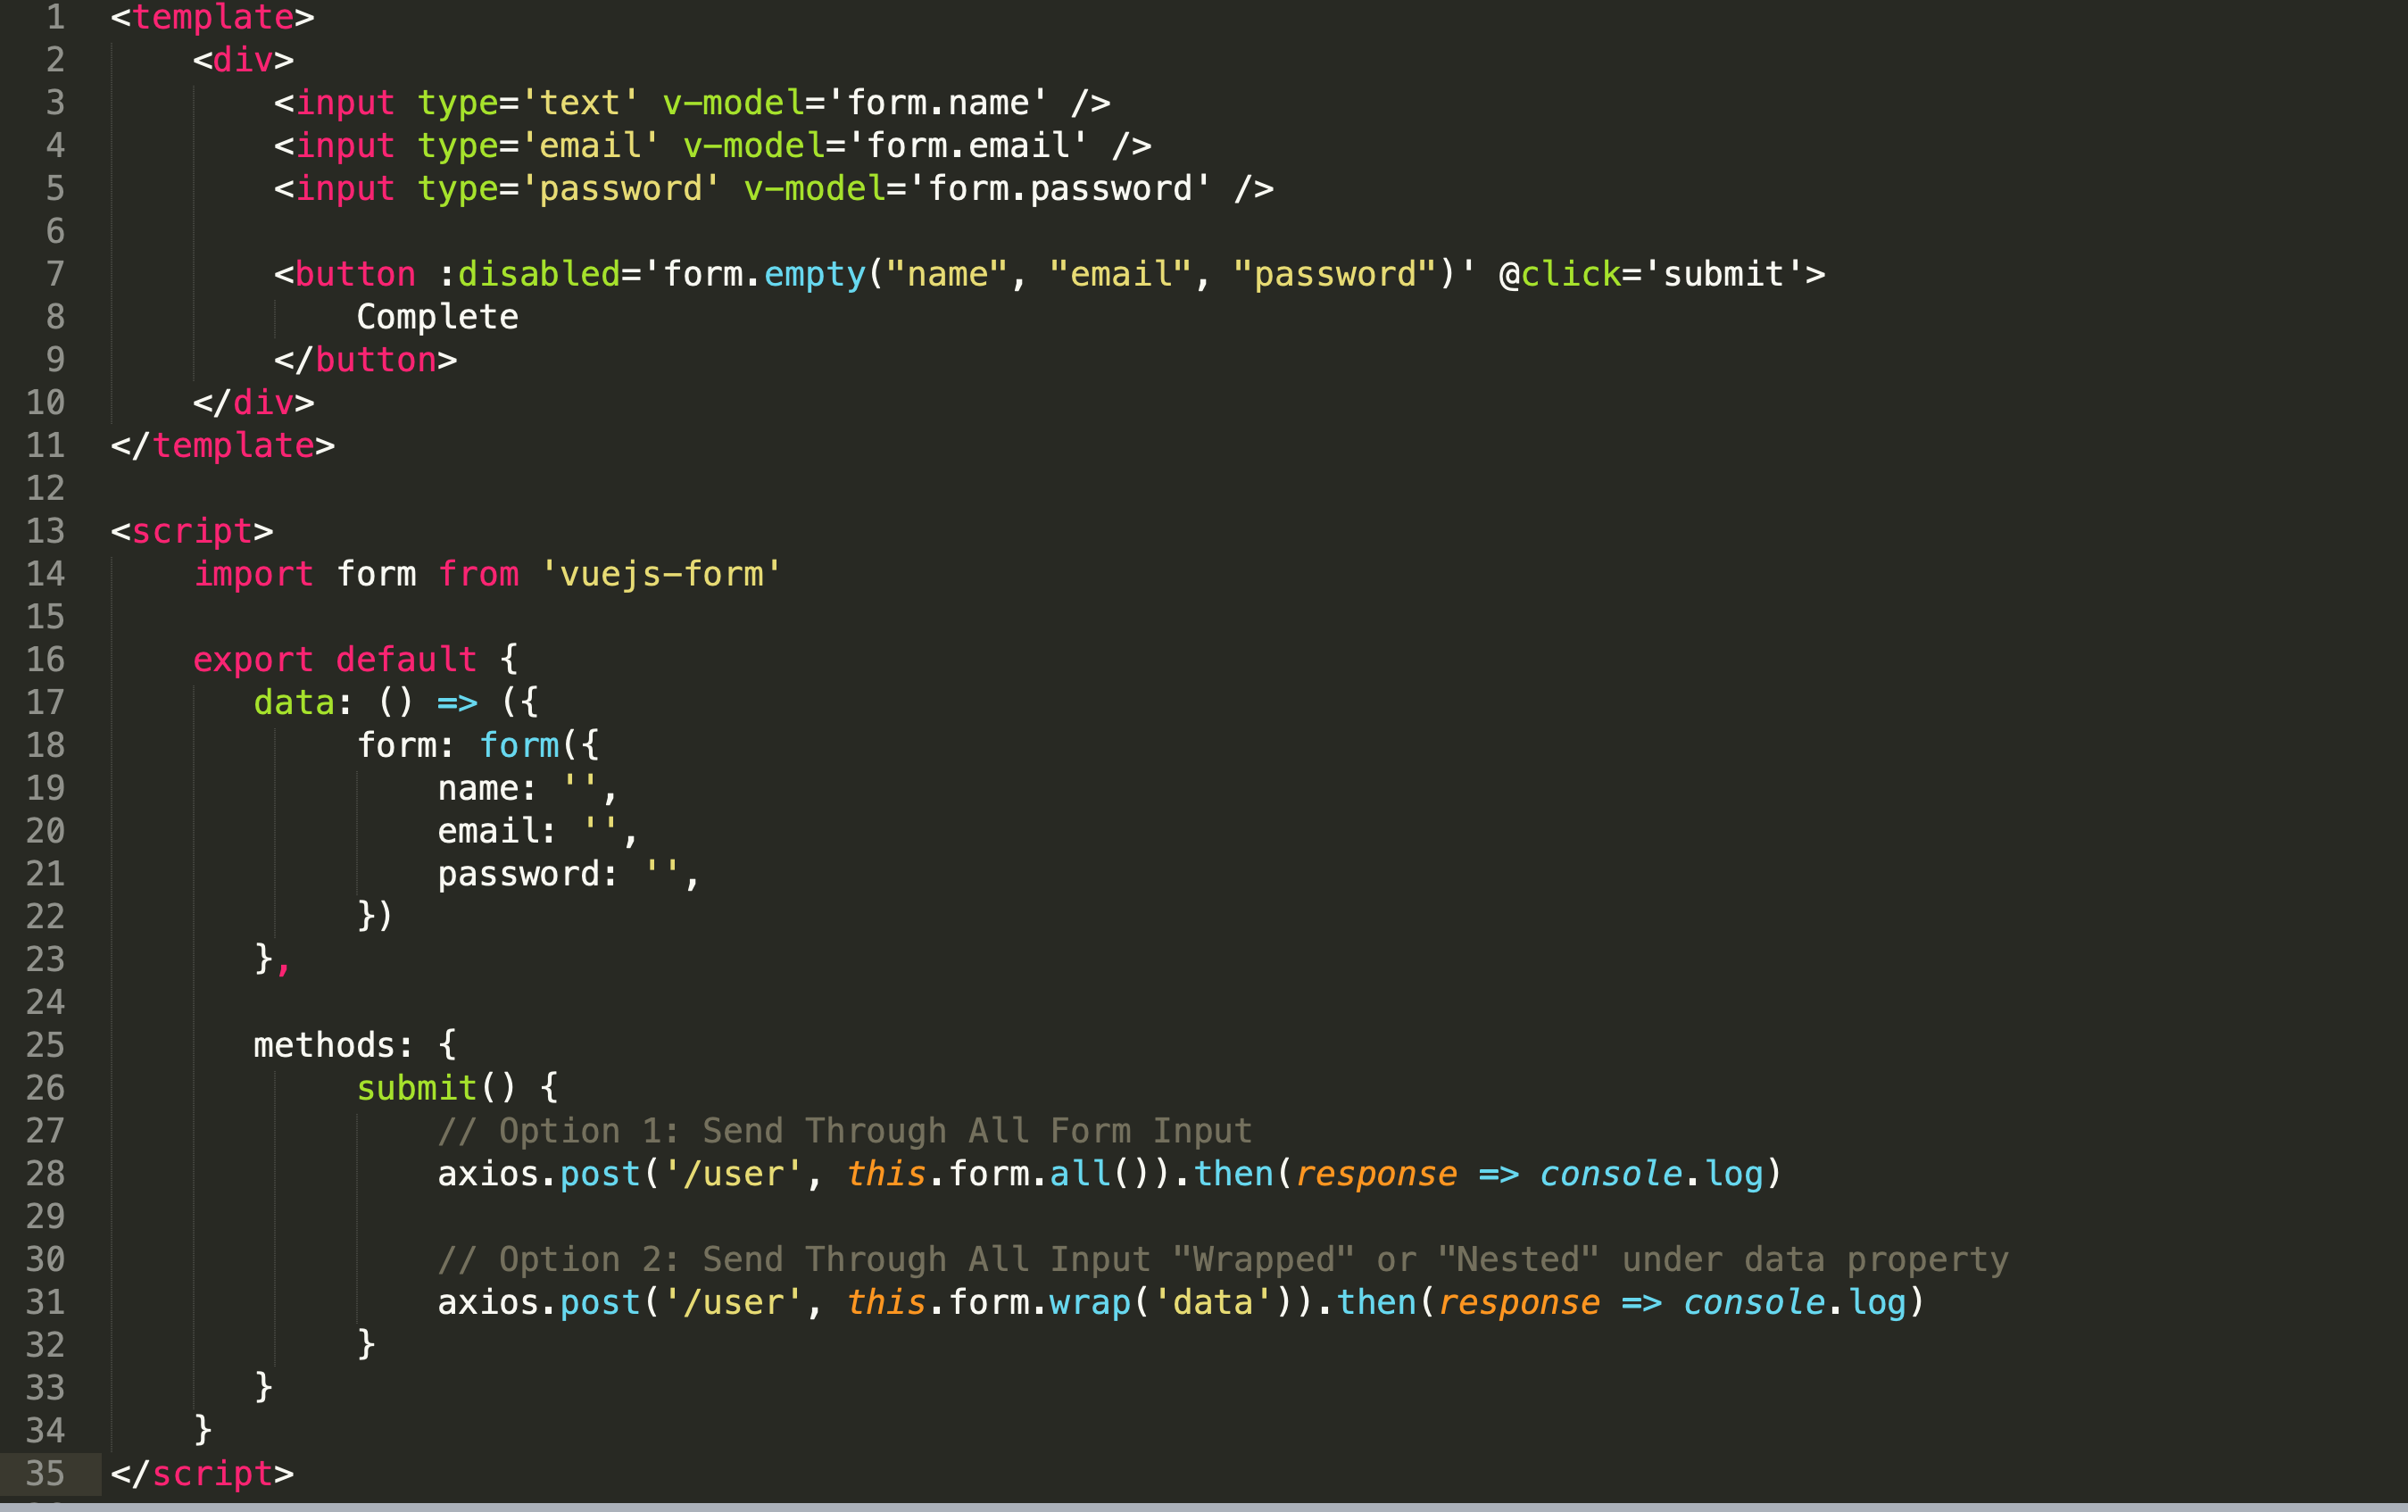 1 <template>
2     <div>
3         <input type='text' v-model='form.name' />
4         <input type='email' v-model='form.email' />
5         <input type='password' v-model='form.password' />
6
7         <button :disabled='form.empty("name", "email", "password")' @click='submit'>
8             Complete
9         </button>
10     </div>
11 </template>
12
13 <script>
14     import form from 'vuejs-form'
15
16     export default {
17        data: () => ({
18             form: form({
19                 name: '',
20                 email: '',
21                 password: '',
22             })
23        },
24
25        methods: {
26             submit() {
27                 // Option 1: Send Through All Form Input
28                 axios.post('/user', this.form.all()).then(response => console.log)
29
30                 // Option 2: Send Through All Input "Wrapped" or "Nested" under data property
31                 axios.post('/user', this.form.wrap('data')).then(response => console.log)
32             }
33        }
34     }
35 </script>